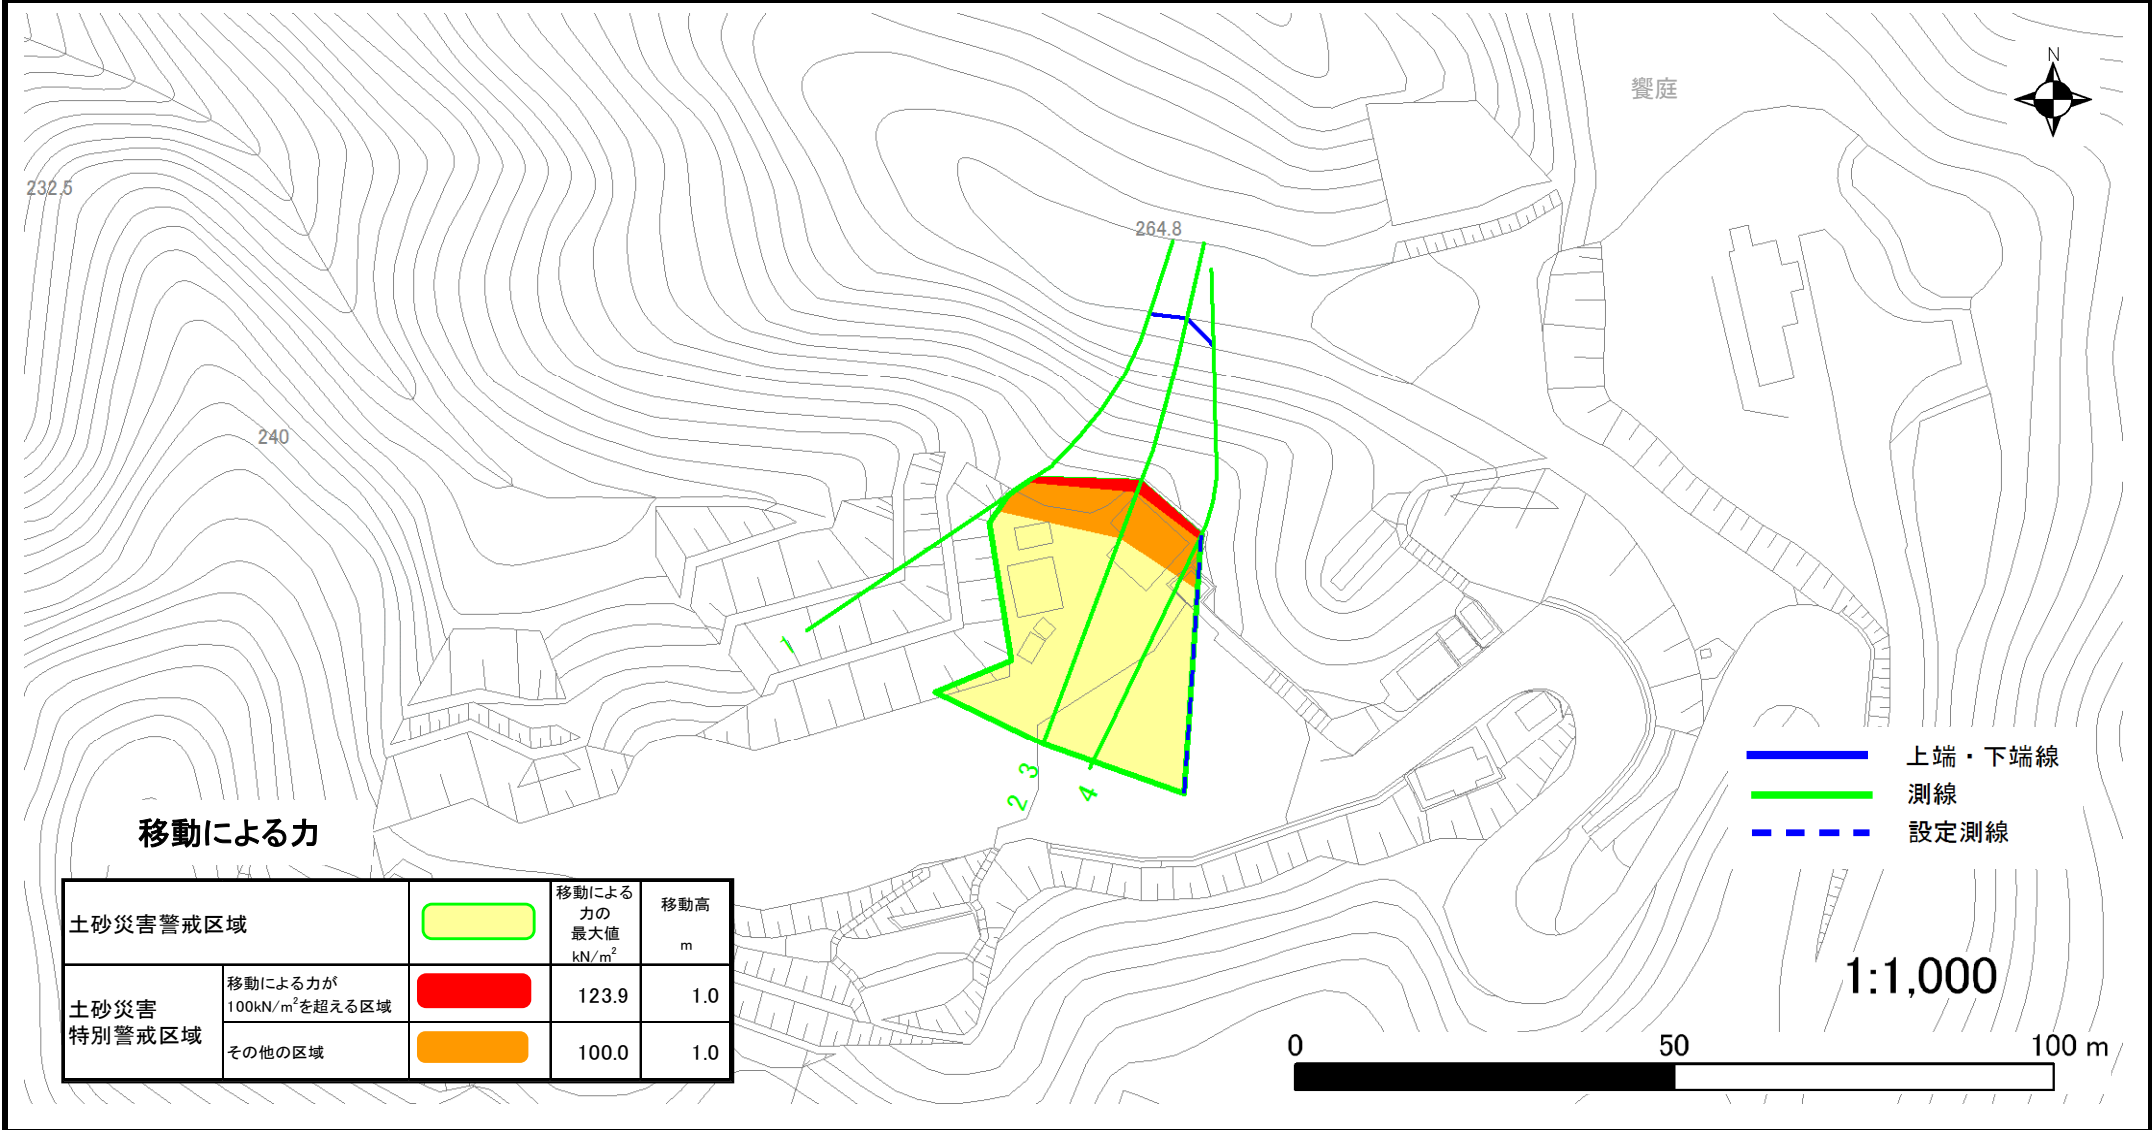 N
饗庭
232.5
264.8
240
1
3
2
4
上端・下端線
測線
設定測線
移動による力
土砂災害警戒区域
移動による
力の
最大値
kN/m²
移動高
m
土砂災害
特別警戒区域
移動による力が
100kN/m²を超える区域
123.9
1.0
その他の区域
100.0
1.0
1:1,000
0
50
100 m